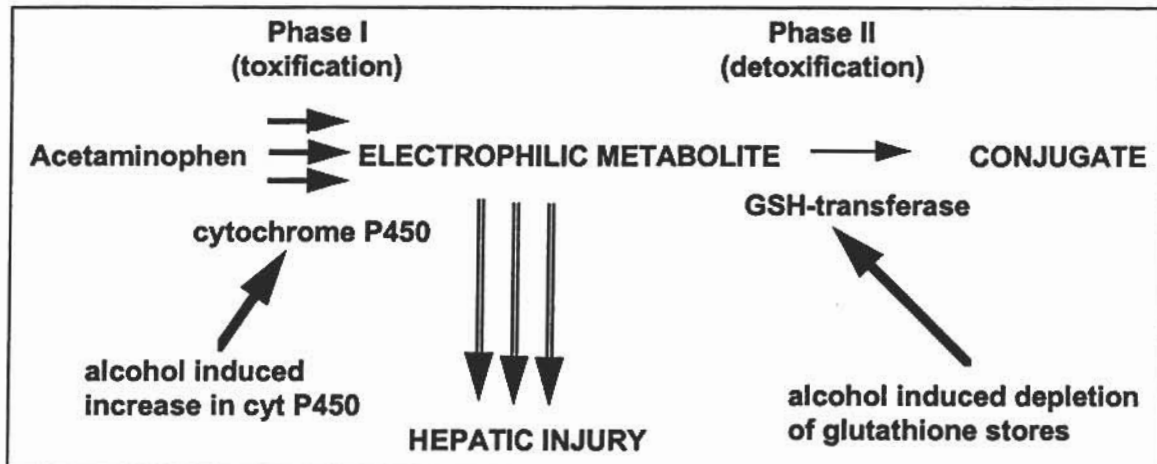 Phase I
(toxification)
Phase II
(detoxification)
Acetaminophen
ELECTROPHILIC METABOLITE
CONJUGATE
cytochrome P450
GSH-transferase
alcohol induced
increase in cyt P450
HEPATIC INJURY
alcohol induced depletion
of glutathione stores